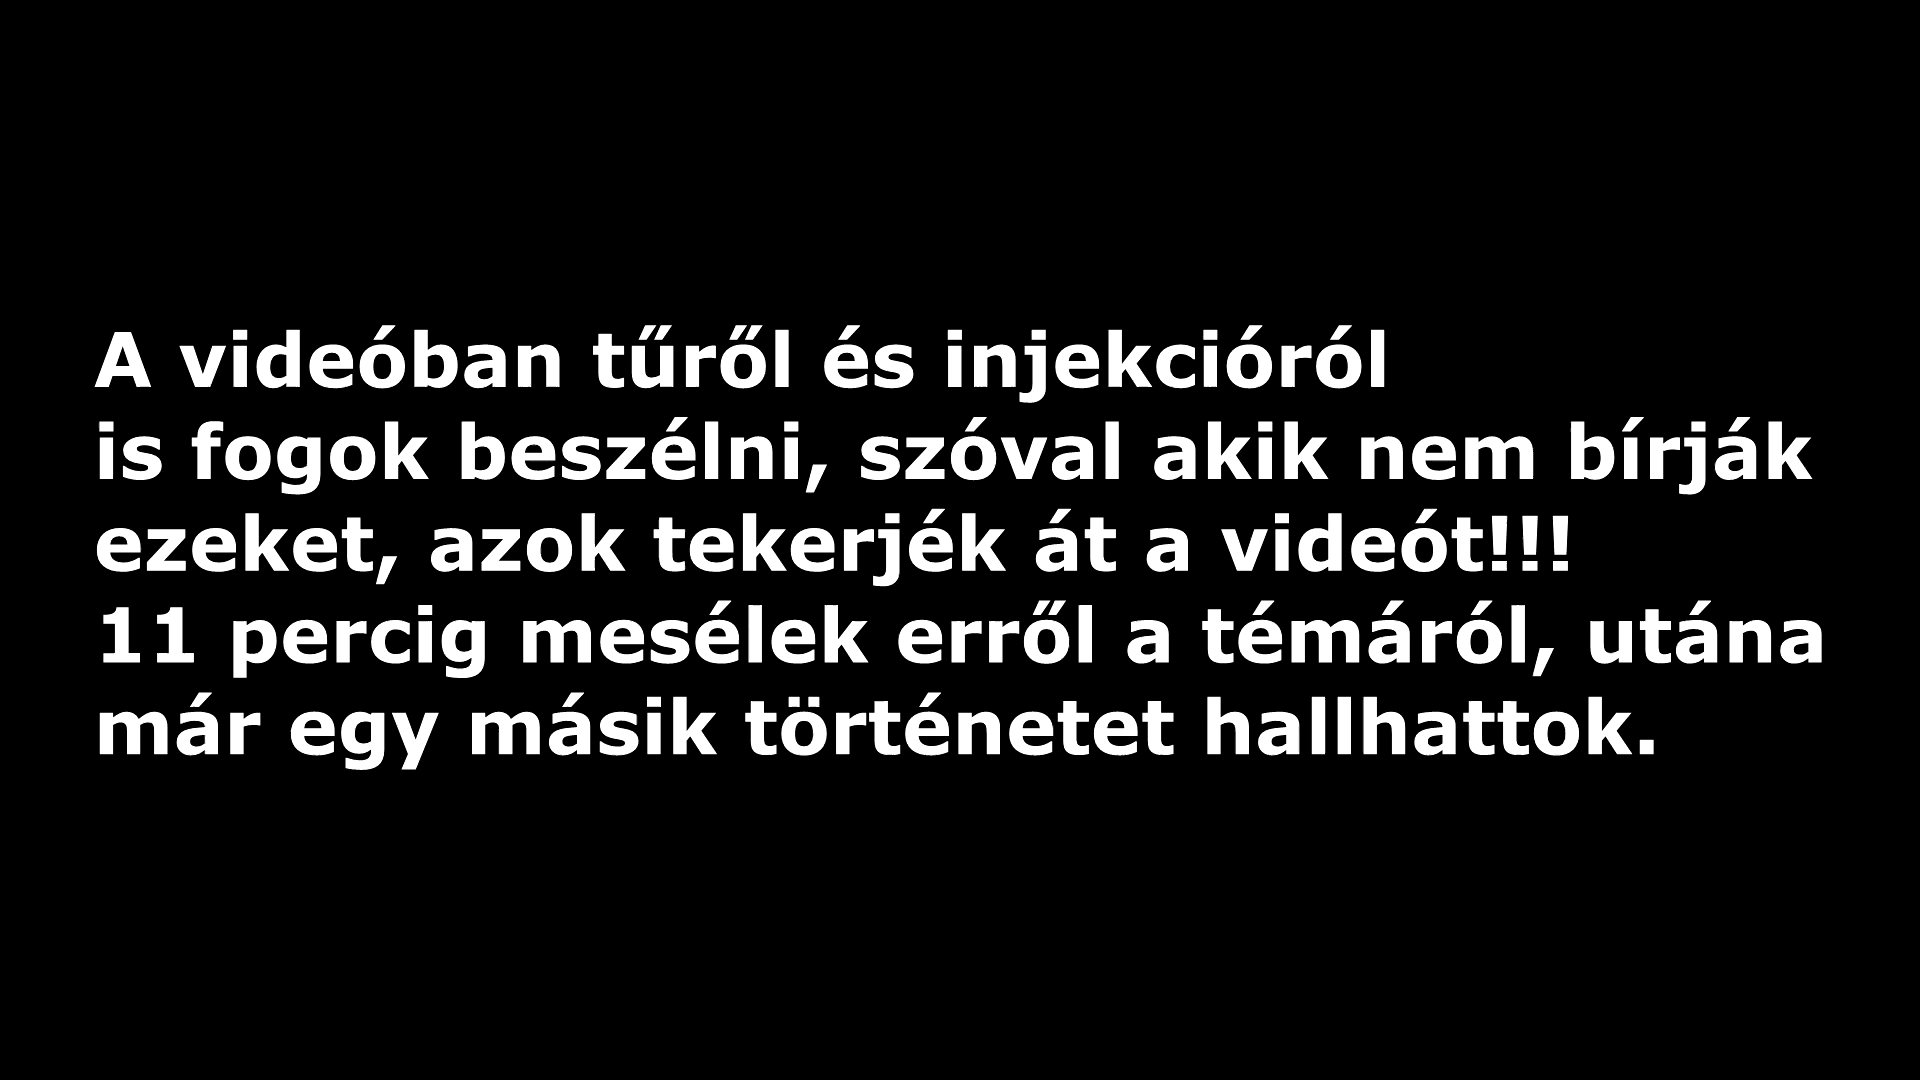 A videóban tűről és injekcióról
is fogok beszélni, szóval akik nem bírják
ezeket, azok tekerjék át a videót!!!
11 percig mesélek erről a témáról, utána
már egy másik történetet hallhattok.